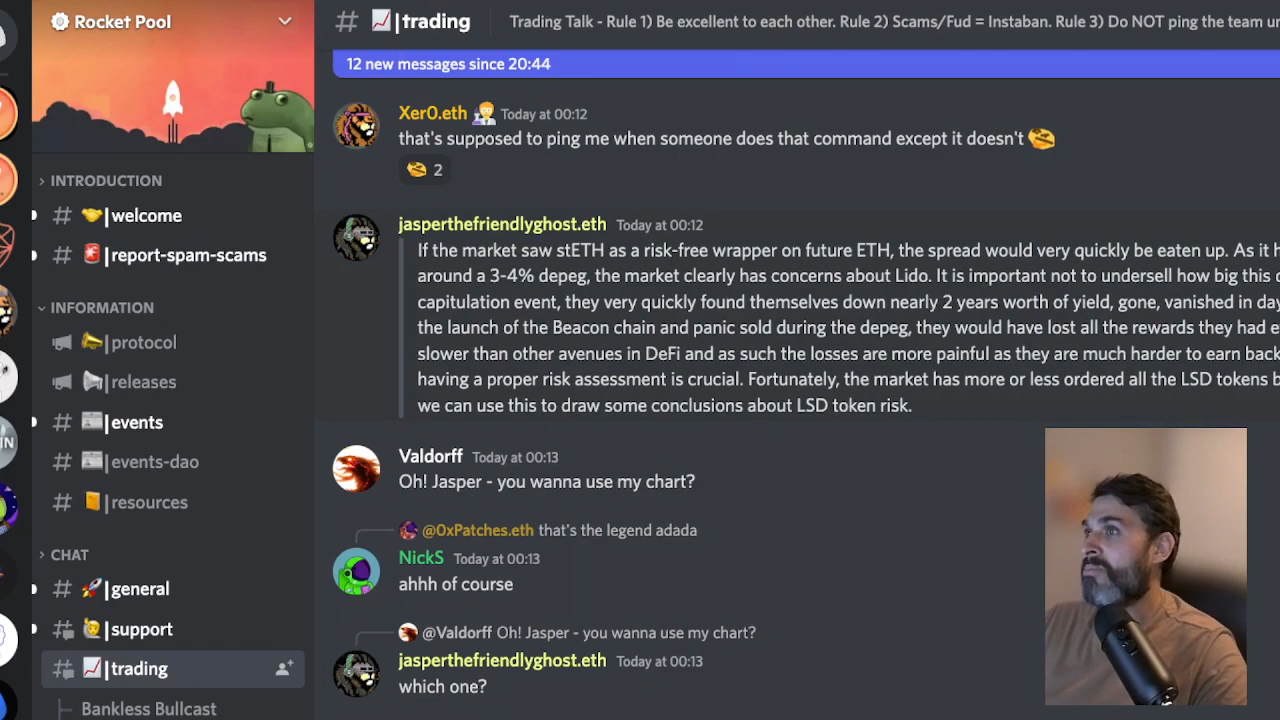 Rocket Pool
INTRODUCTION
# |welcome
# |report-spam-scams
INFORMATION
|protocol
|releases
# |events
# |events-dao
# |resources
CHAT
# |general
# |support
# |trading
Bankless Bullcast
JN
# |trading
Trading Talk - Rule 1) Be excellent to each other. Rule 2) Scams/Fud = Instaban. Rule 3) Do NOT ping the team
12 new messages since 20:44
Xer0.eth Today at 00:12
that's supposed to ping me when someone does that command except it doesn't
2
jasperthefriendlyghost.eth Today at 00:12
If the market saw stETH as a risk-free wrapper on future ETH, the spread would very quickly be eaten up. As it
around a 3-4% depeg, the market clearly has concerns about Lido. It is important not to undersell how big this
capitulation event, they very quickly found themselves down nearly 2 years worth of yield, gone, vanished in
the launch of the Beacon chain and panic sold during the depeg, they would have lost all the rewards they had
slower than other avenues in DeFi and as such the losses are more painful as they are much harder to earn back
having a proper risk assessment is crucial. Fortunately, the market has more or less ordered all the LSD tokens
we can use this to draw some conclusions about LSD token risk.
Valdorff Today at 00:13
Oh! Jasper - you wanna use my chart?
@0xPatches.eth that's the legend adada
NickS Today at 00:13
ahhh of course
@Valdorff Oh! Jasper - you wanna use my chart?
jasperthefriendlyghost.eth Today at 00:13
which one?